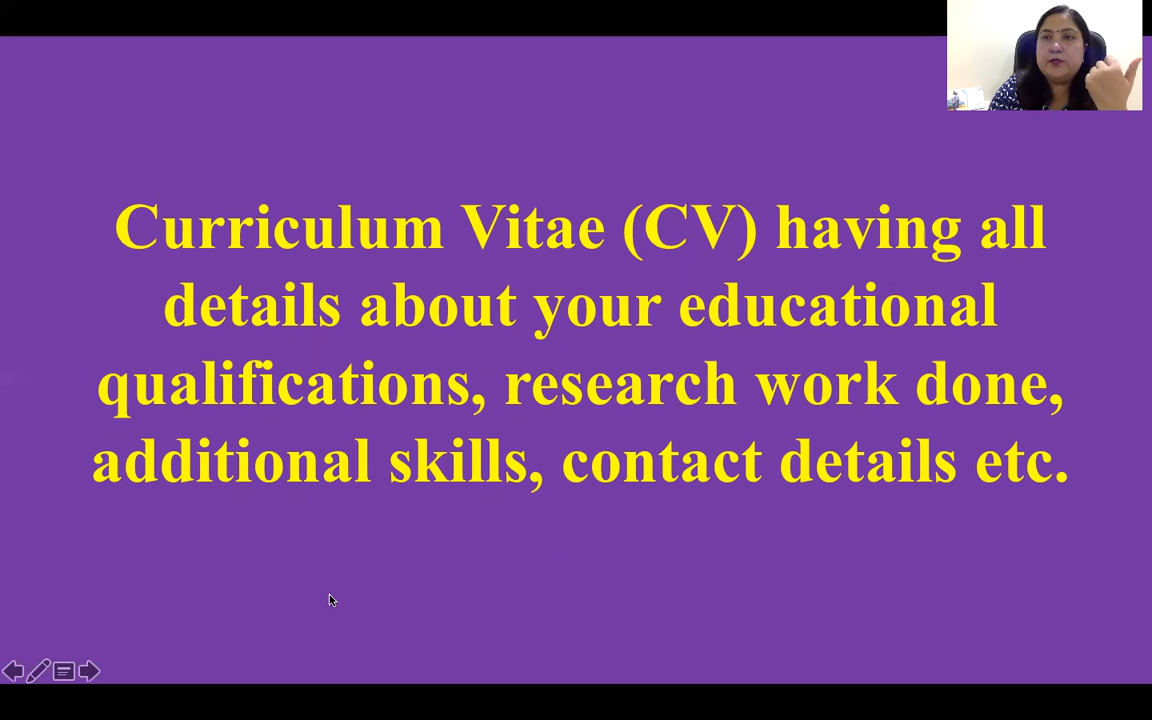 Curriculum Vitae (CV) having all
details about your educational
qualifications, research work done,
additional skills, contact details etc.